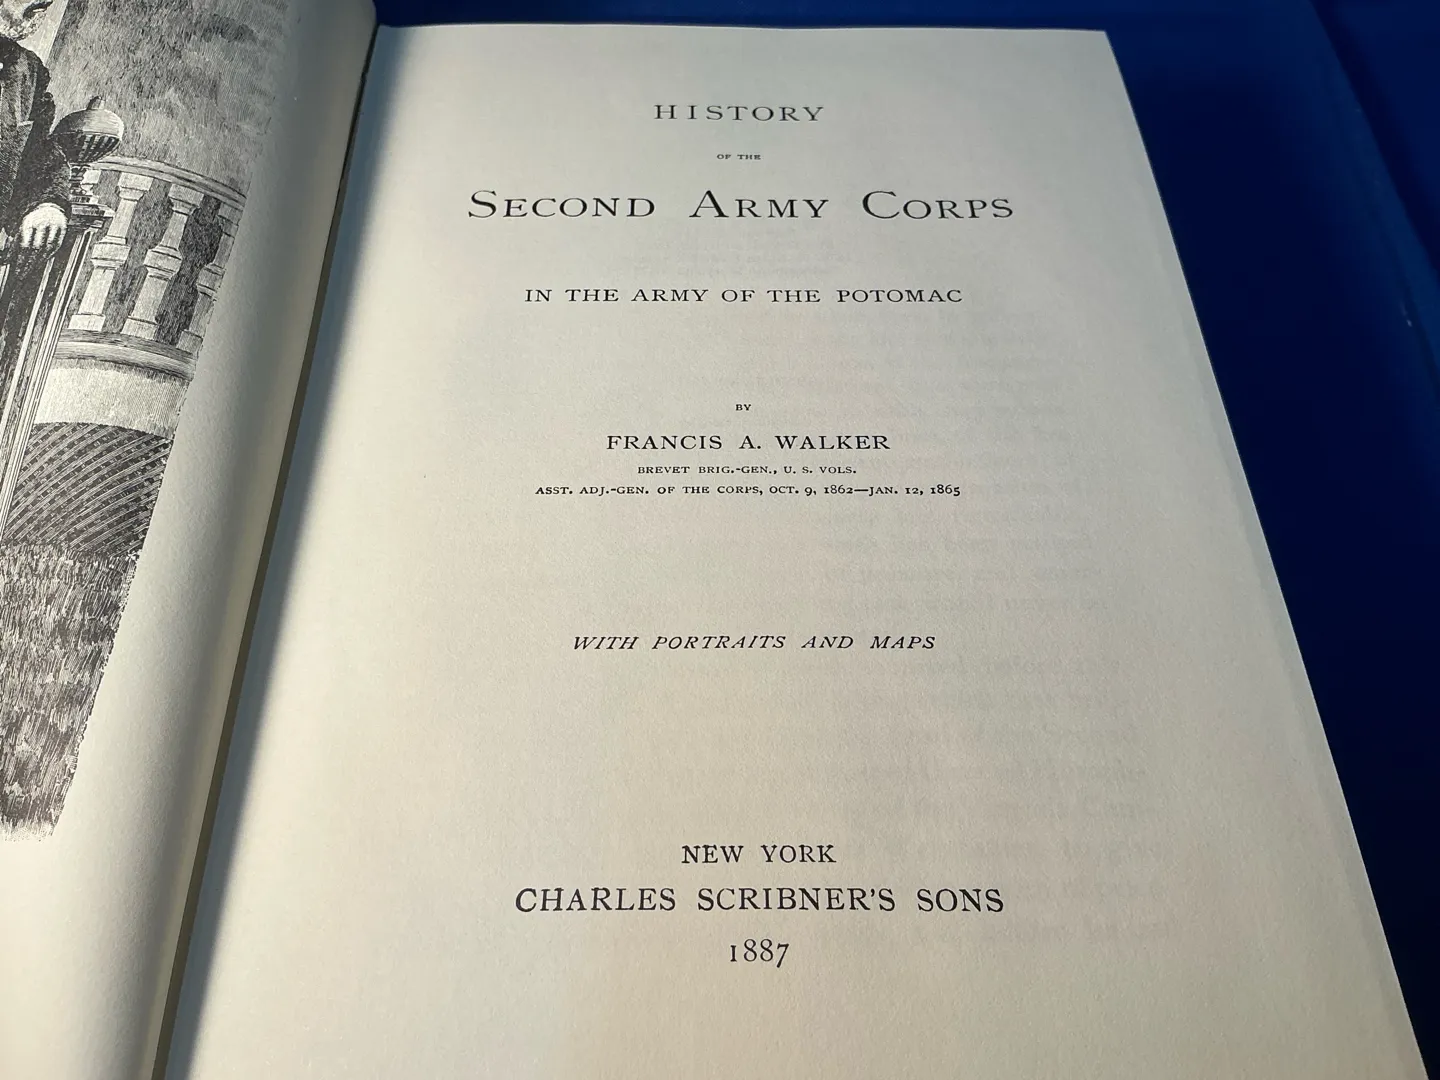 HISTORY
OF THE
SECOND ARMY CORPS
IN THE ARMY OF THE POTOMAC
BY
FRANCIS A. WALKER
BREVET BRIG.-GEN., U. S. VOLS.
ASST. ADJ.-GEN. OF THE CORPS, OCT. 9, 1862—JAN. 12, 1865
WITH PORTRAITS AND MAPS
NEW YORK
CHARLES SCRIBNER'S SONS
1887